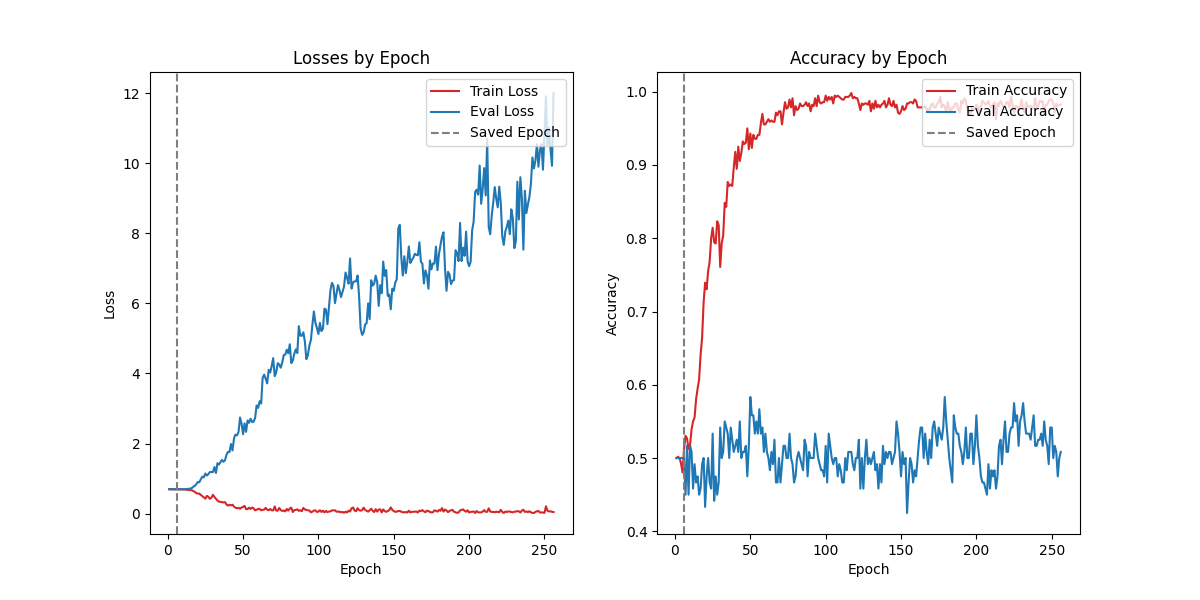 Losses by Epoch
Train Loss
Eval Loss
Saved Epoch
12
10
8
6
4
2
0
Loss
0
50
100
150
200
250
Epoch
Accuracy by Epoch
Train Accuracy
Eval Accuracy
Saved Epoch
1.0
0.9
0.8
0.7
0.6
0.5
0.4
Accuracy
0
50
100
150
200
250
Epoch